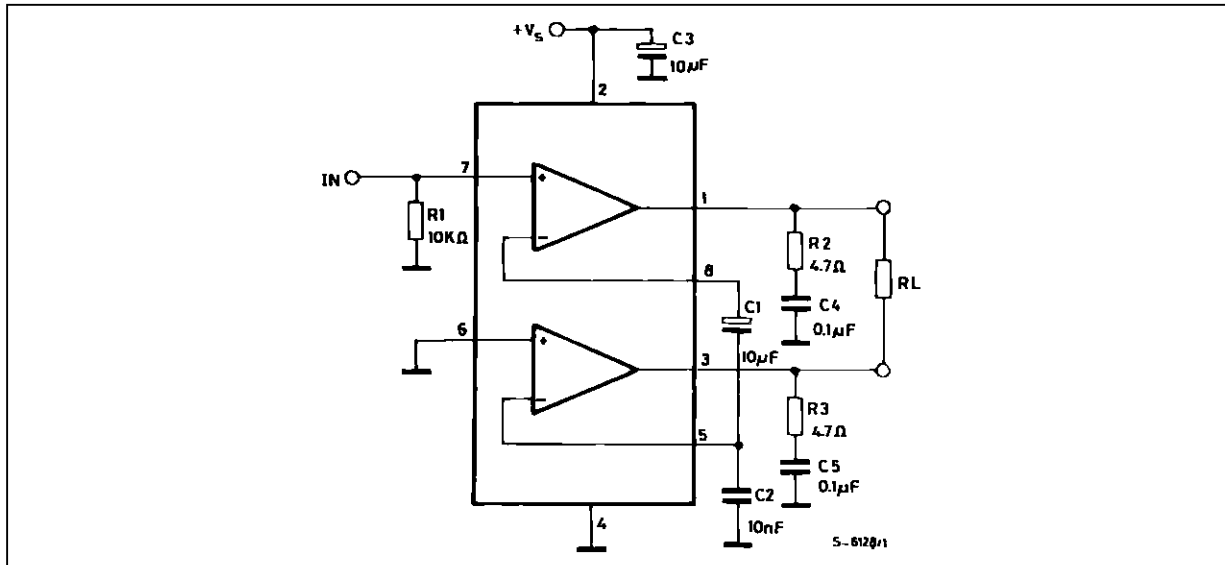 +Vs
C3
10µF
2
IN
7
+
R1
10KΩ
−
1
R2
4.7Ω
RL
8
C1
10µF
C4
0.1µF
6
+
−
3
R3
4.7Ω
5
C2
10nF
C5
0.1µF
4
S-6128/1